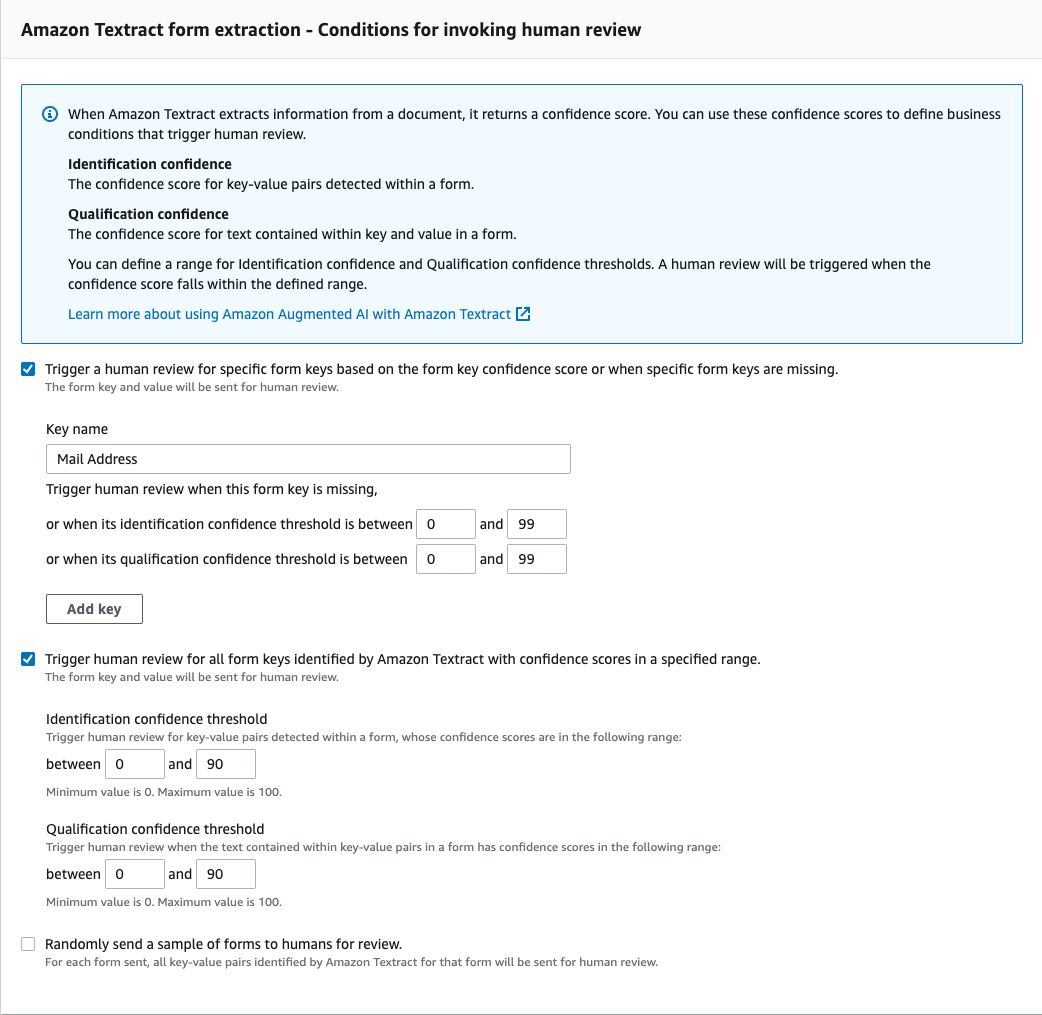 Amazon Textract form extraction - Conditions for invoking human review
When Amazon Textract extracts information from a document, it returns a confidence score. You can use these confidence scores to define business
conditions that trigger human review.
Identification confidence
The confidence score for key-value pairs detected within a form.
Qualification confidence
The confidence score for text contained within key and value in a form.
You can define a range for Identification confidence and Qualification confidence thresholds. A human review will be triggered when the
confidence score falls within the defined range.
Learn more about using Amazon Augmented AI with Amazon Textract
Trigger a human review for specific form keys based on the form key confidence score or when specific form keys are missing.
The form key and value will be sent for human review.
Key name
Mail Address
Trigger human review when this form key is missing,
or when its identification confidence threshold is between 0 and 99
or when its qualification confidence threshold is between 0 and 99
Add key
Trigger human review for all form keys identified by Amazon Textract with confidence scores in a specified range.
The form key and value will be sent for human review.
Identification confidence threshold
Trigger human review for key-value pairs detected within a form, whose confidence scores are in the following range:
between 0 and 90
Minimum value is 0. Maximum value is 100.
Qualification confidence threshold
Trigger human review when the text contained within key-value pairs in a form has confidence scores in the following range:
between 0 and 90
Minimum value is 0. Maximum value is 100.
Randomly send a sample of forms to humans for review.
For each form sent, all key-value pairs identified by Amazon Textract for that form will be sent for human review.